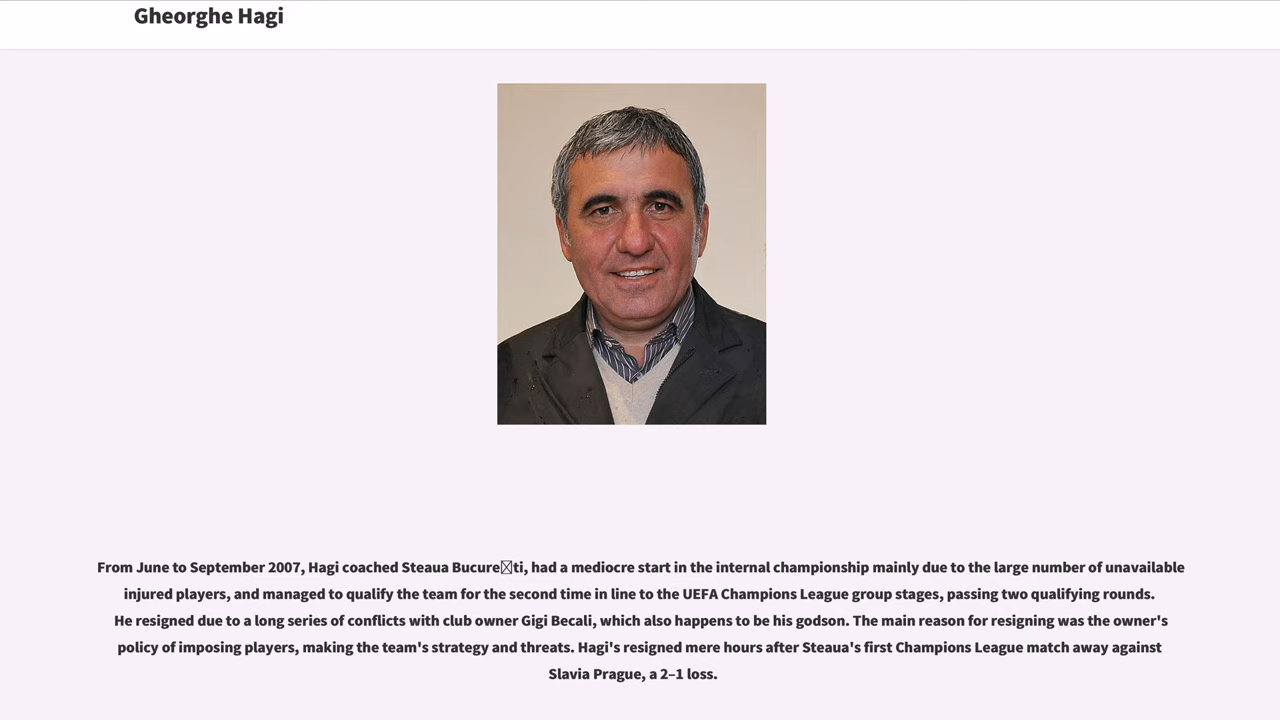 Gheorghe Hagi
From June to September 2007, Hagi coached Steaua Bucure☒ti, had a mediocre start in the internal championship mainly due to the large number of unavailable
injured players, and managed to qualify the team for the second time in line to the UEFA Champions League group stages, passing two qualifying rounds.
He resigned due to a long series of conflicts with club owner Gigi Becali, which also happens to be his godson. The main reason for resigning was the owner's
policy of imposing players, making the team's strategy and threats. Hagi's resigned mere hours after Steaua's first Champions League match away against
Slavia Prague, a 2–1 loss.